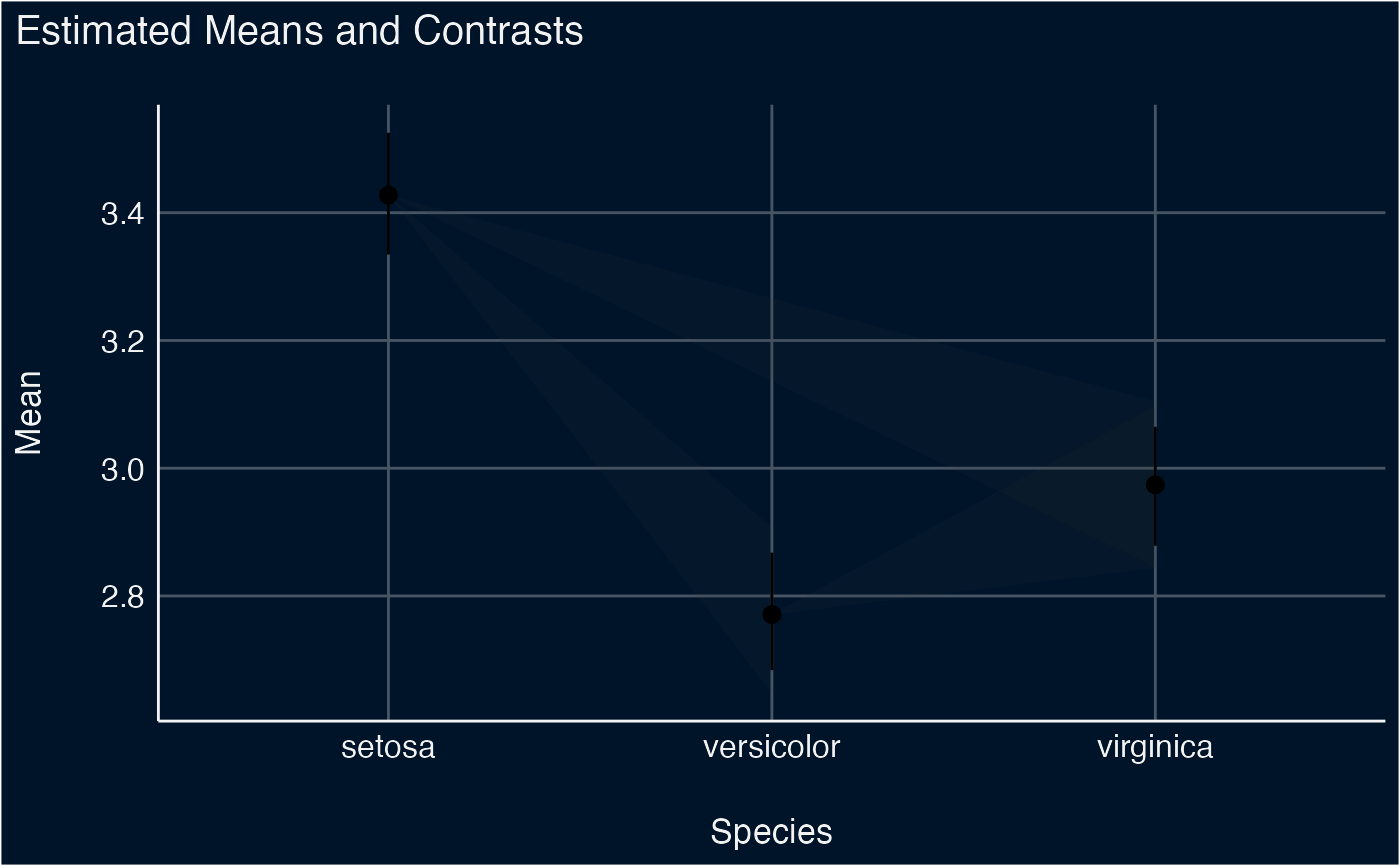 Estimated Means and Contrasts
3.4
3.2
3.0
2.8
Mean
setosa versicolor virginica
Species